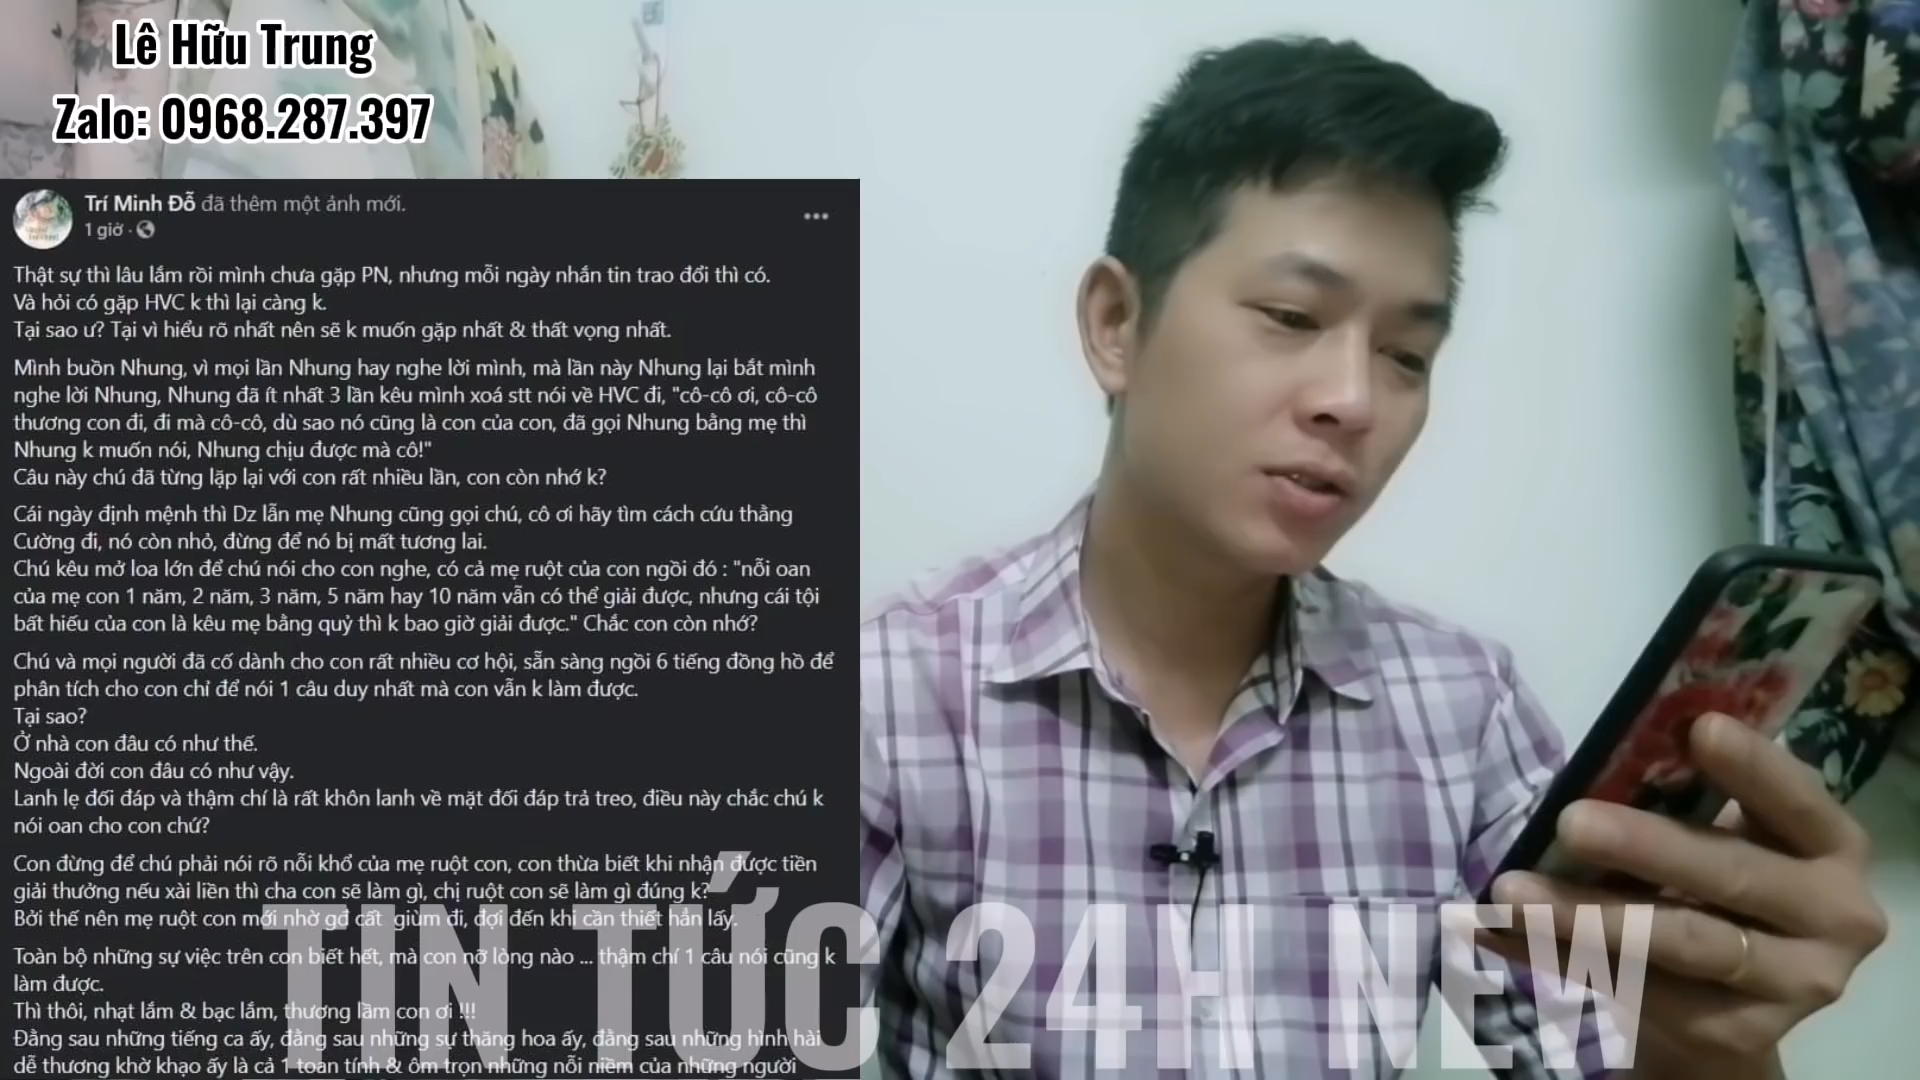 Lê Hữu Trung
Zalo: 0968.287.397
Trí Minh Đỗ đã thêm một ảnh mới.
1 giờ ·
Thật sự thì lâu lắm rồi mình chưa gặp PN, nhưng mỗi ngày nhắn tin trao đổi thì có.
Và hỏi có gặp HVC k thì lại càng k.
Tại sao ư? Tại vì hiểu rõ nhất nên sẽ k muốn gặp nhất & thất vọng nhất.
Mình buồn Nhung, vì mọi lần Nhung hay nghe lời mình, mà lần này Nhung lại bắt mình
nghe lời Nhung, Nhung đã ít nhất 3 lần kêu mình xoá stt nói về HVC đi, "cô-cô ơi, cô-cô
thương con đi, đi mà cô-cô, dù sao nó cũng là con của con, đã gọi Nhung bằng mẹ thì
Nhung k muốn nói, Nhung chịu được mà cô!"
Câu này chú đã từng lặp lại với con rất nhiều lần, con còn nhớ k?
Cái ngày định mệnh thì Dz lẫn mẹ Nhung cũng gọi chú, cô ơi hãy tìm cách cứu thằng
Cường đi, nó còn nhỏ, đừng để nó bị mất tương lai.
Chú kêu mở loa lớn để chú nói cho con nghe, có cả mẹ ruột của con ngồi đó : "nỗi oan
của mẹ con 1 năm, 2 năm, 3 năm, 5 năm hay 10 năm vẫn có thể giải được, nhưng cái tội
bất hiếu của con là kêu mẹ bằng quỷ thì k bao giờ giải được." Chắc con còn nhớ?
Chú và mọi người đã cố dành cho con rất nhiều cơ hội, sẵn sàng ngồi 6 tiếng đồng hồ để
phân tích cho con chỉ để nói 1 câu duy nhất mà con vẫn k làm được.
Tại sao?
Ở nhà con đâu có như thế.
Ngoài đời con đâu có như vậy.
Lanh lẹ đối đáp và thậm chí là rất khôn lanh về mặt đối đáp trả treo, điều này chắc chú k
nói oan cho con chứ?
Con đừng để chú phải nói rõ nỗi khổ của mẹ ruột con, con thừa biết khi nhận được tiền
giải thưởng nếu xài liền thì cha con sẽ làm gì, chị ruột con sẽ làm gì đúng k?
Bởi thế nên mẹ ruột con mới nhờ gđ cất giùm đi, đợi đến khi cần thiết hẳn lấy.
Toàn bộ những sự việc trên con biết hết, mà con nỡ lòng nào ... thậm chí 1 câu nói cũng k
làm được.
Thì thôi, nhạt lắm & bạc lắm, thương lằm con ơi !!!
Đằng sau những tiếng ca ấy, đằng sau những sự thăng hoa ấy, đằng sau những hình hài
dễ thương khờ khạo ấy là cả 1 toan tính & ôm trọn những nỗi niềm của những người
TIN TỨC 24H NEW